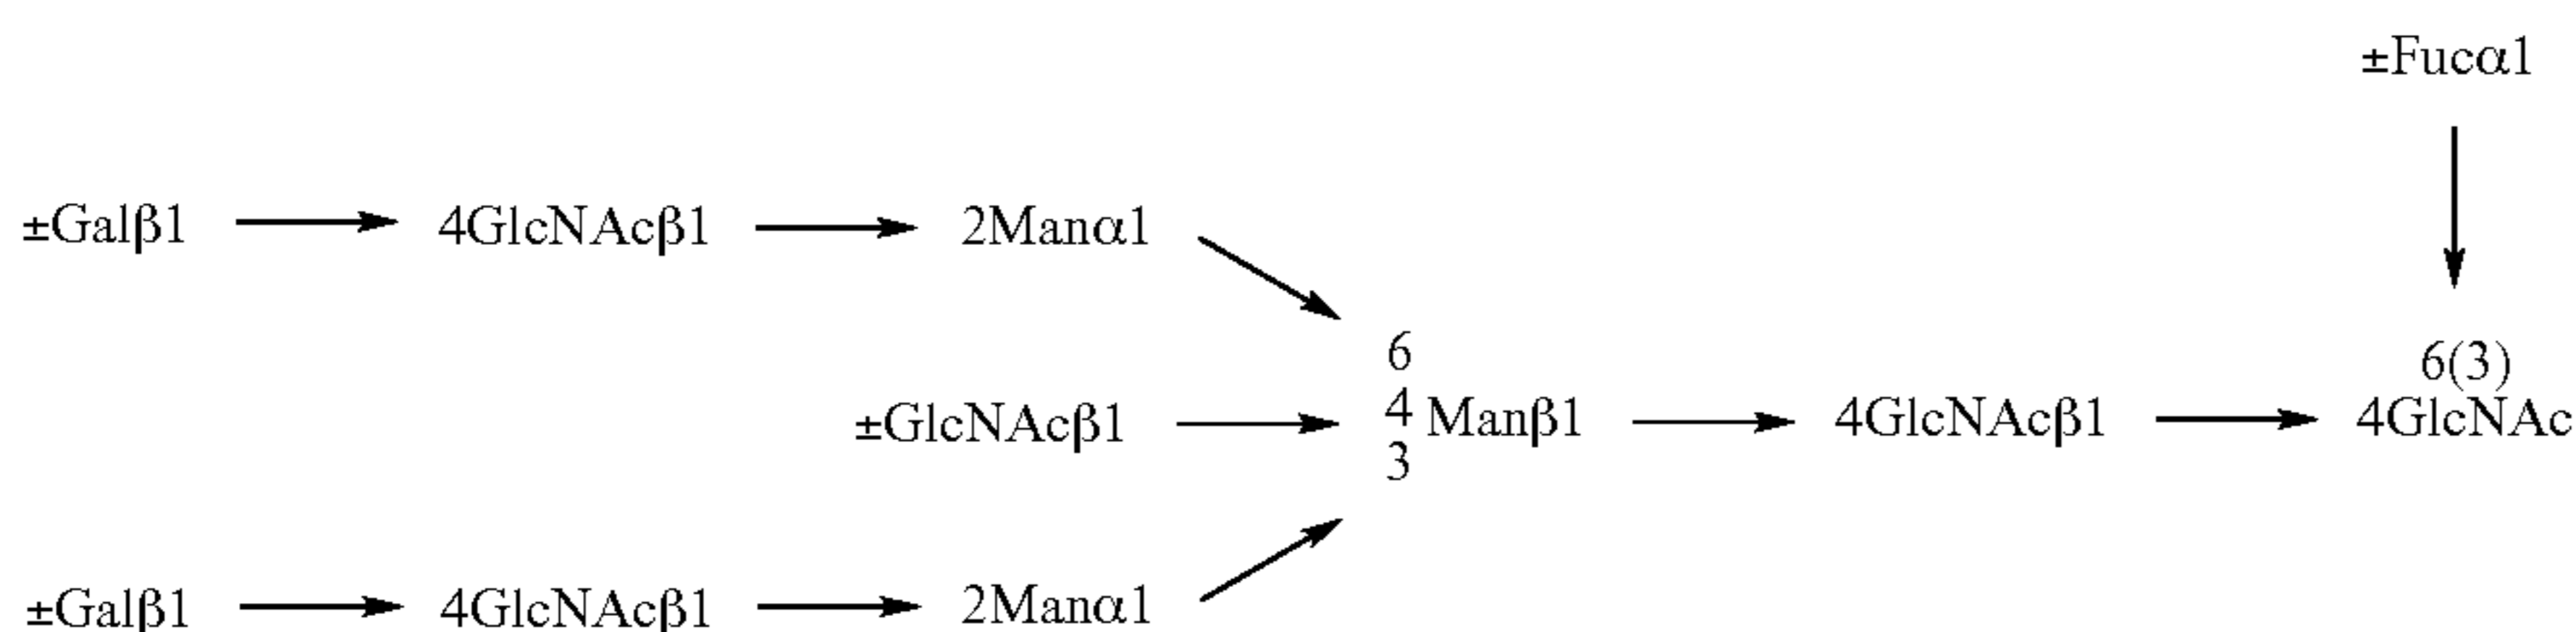 ±Fucα1
±Galβ1 4GlcNAcβ1 2Manα1
6
6(3)
±GlcNAcβ1 4 Manβ1 4GlcNAcβ1 4GlcNAc
3
±Galβ1 4GlcNAcβ1 2Manα1